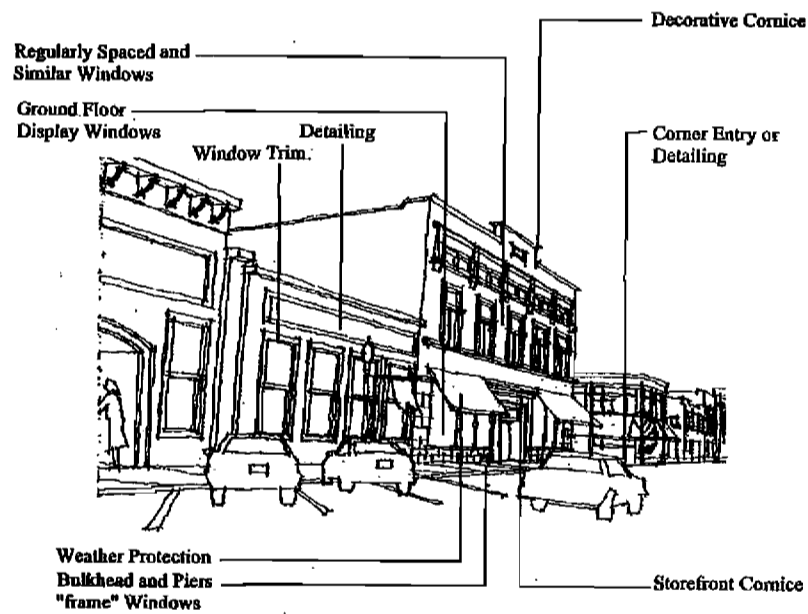 Decorative Cornice
Regularly Spaced and
Similar Windows
Ground Floor
Display Windows
Detailing
Window Trim.
Corner Entry or
Detailing
Weather Protection
Bulkhead and Piers
"frame" Windows
Storefront Cornice